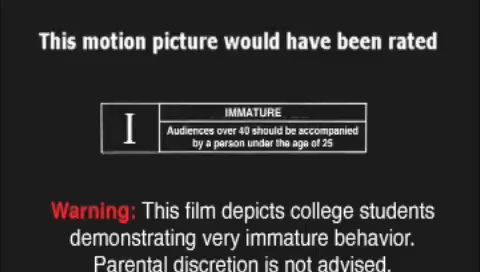 This motion picture would have been rated
I
IMMATURE
Audiences over 40 should be accompanied
by a person under the age of 25
Warning: This film depicts college students
demonstrating very immature behavior.
Parental discretion is not advised.